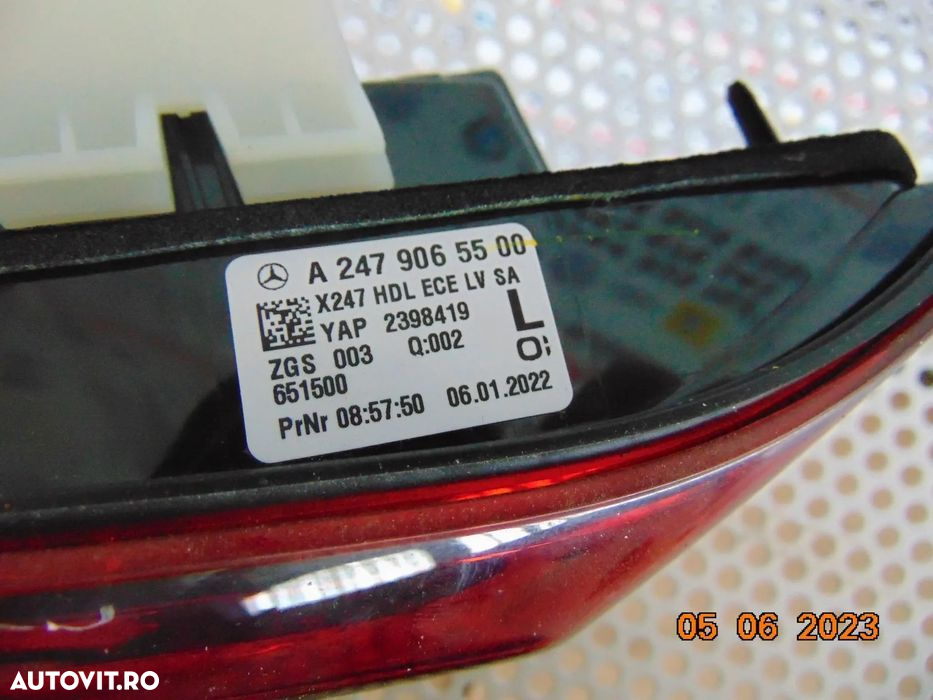 A 247 906 55 00
X247 HDL ECE LV SA
YAP 2398419
L
ZGS 003 Q:002
O;
651500
PrNr 08:57:50 06.01.2022
05 06 2023
AUTOVIT.RO